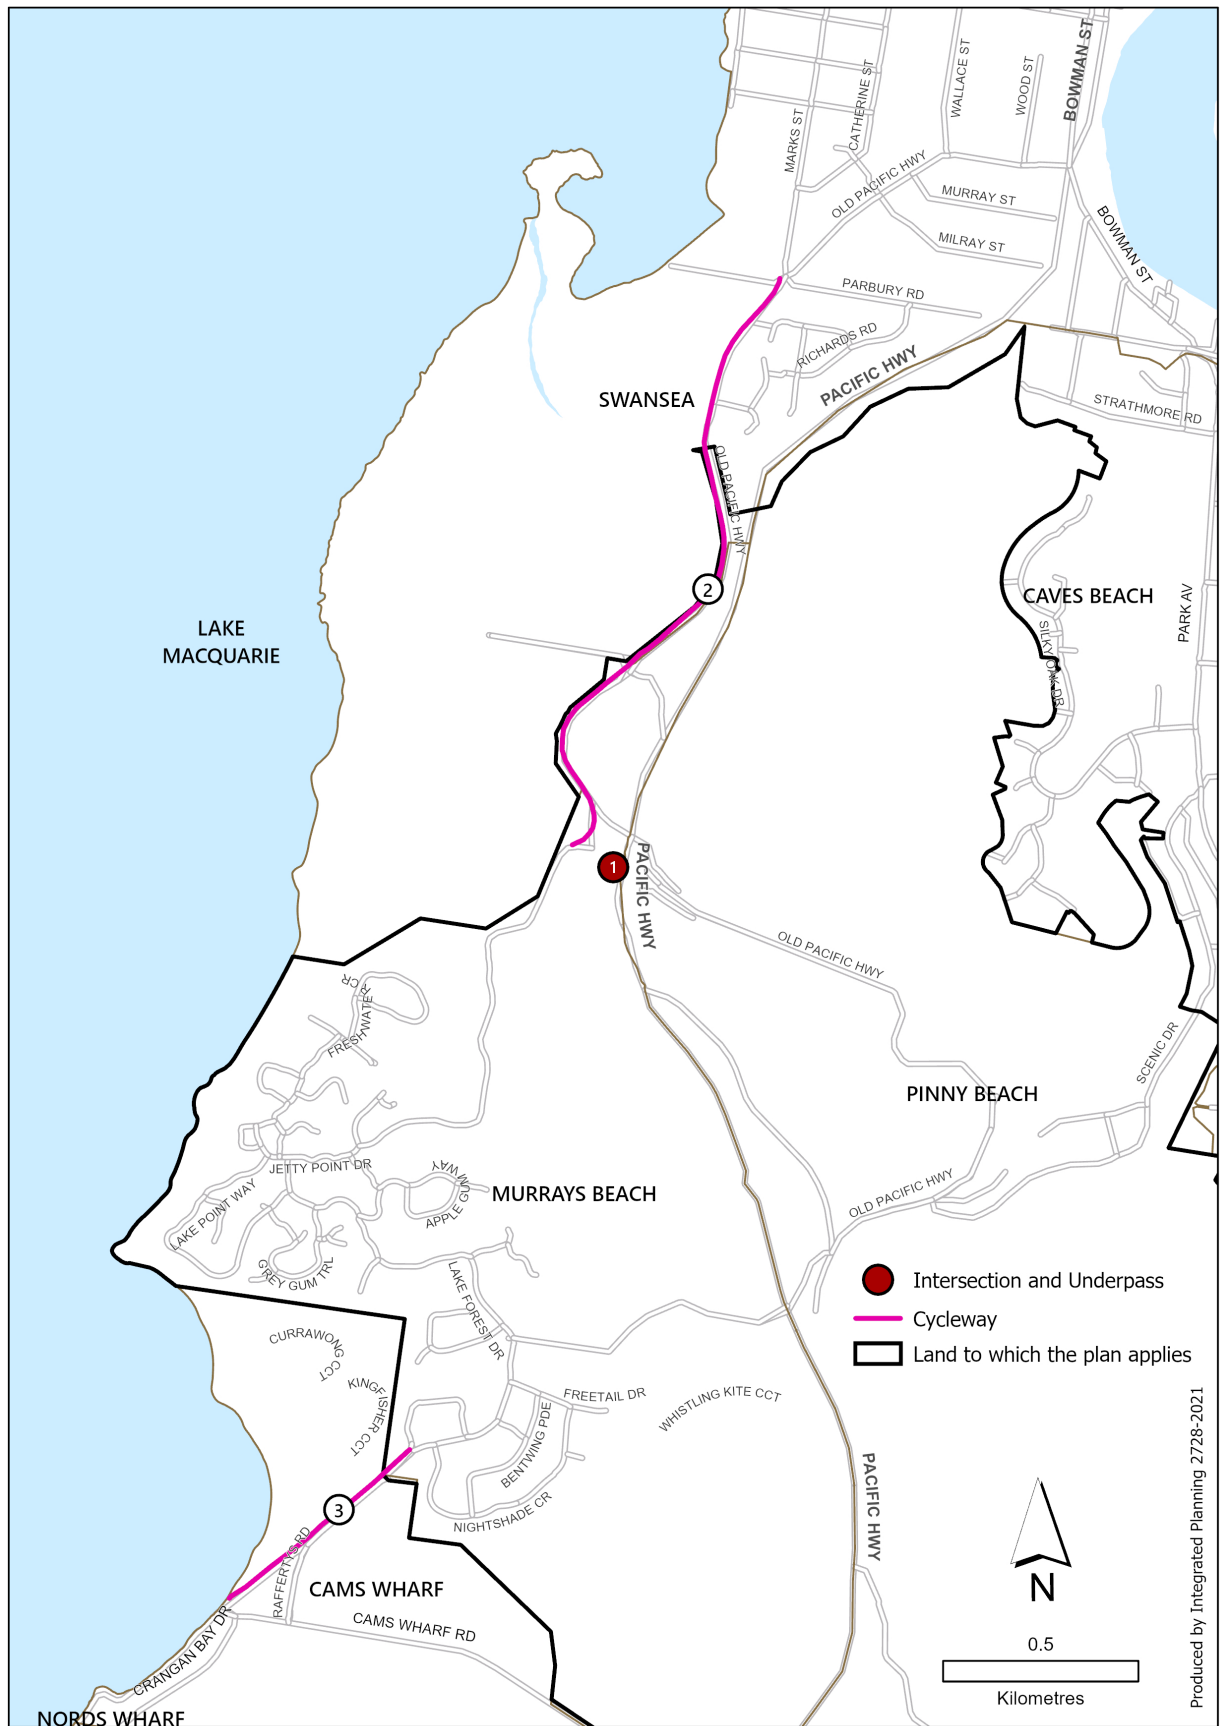 BOWMAN ST
WALLACE ST
WOOD ST
CATHERINE ST
MARKS ST
OLD PACIFIC HWY
MURRAY ST
MILRAY ST
BOWMAN ST
PARBURY RD
RICHARDS RD
PACIFIC HWY
SWANSEA
STRATHMORE RD
OLD PACIFIC HWY
2
CAVES BEACH
PARK AV
SILKY OAK DR
LAKE
MACQUARIE
1
PACIFIC HWY
OLD PACIFIC HWY
FRESHWATER CR
SCENIC DR
PINNY BEACH
JETTY POINT DR
APPLE GUM WAY
MURRAYS BEACH
LAKE POINT WAY
OLD PACIFIC HWY
GREY GUM TRL
LAKE FOREST DR
Intersection and Underpass
Cycleway
Land to which the plan applies
CURRAWONG CCT
KINGFISHER CCT
FREETAIL DR
WHISTLING KITE CCT
BENTWING PDE
NIGHTSHADE CR
3
RAFFERTYS RD
CAMS WHARF
CAMS WHARF RD
CRANGAN BAY DR
NORDS WHARF
PACIFIC HWY
N
0.5
Kilometres
Produced by Integrated Planning 2728-2021